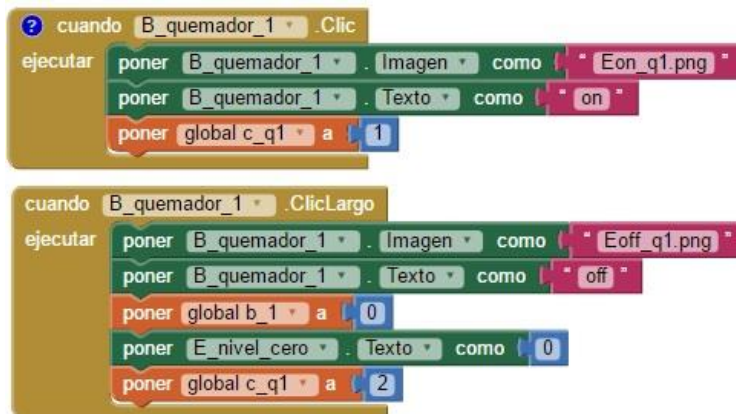 ? cuando B_quemador_1 .Clic
ejecutar poner B_quemador_1 . Imagen como " Eon_q1.png "
poner B_quemador_1 . Texto como " on "
poner global c_q1 a 1
cuando B_quemador_1 .ClicLargo
ejecutar poner B_quemador_1 . Imagen como " Eoff_q1.png "
poner B_quemador_1 . Texto como " off "
poner global b_1 a 0
poner E_nivel_cero . Texto como 0
poner global c_q1 a 2